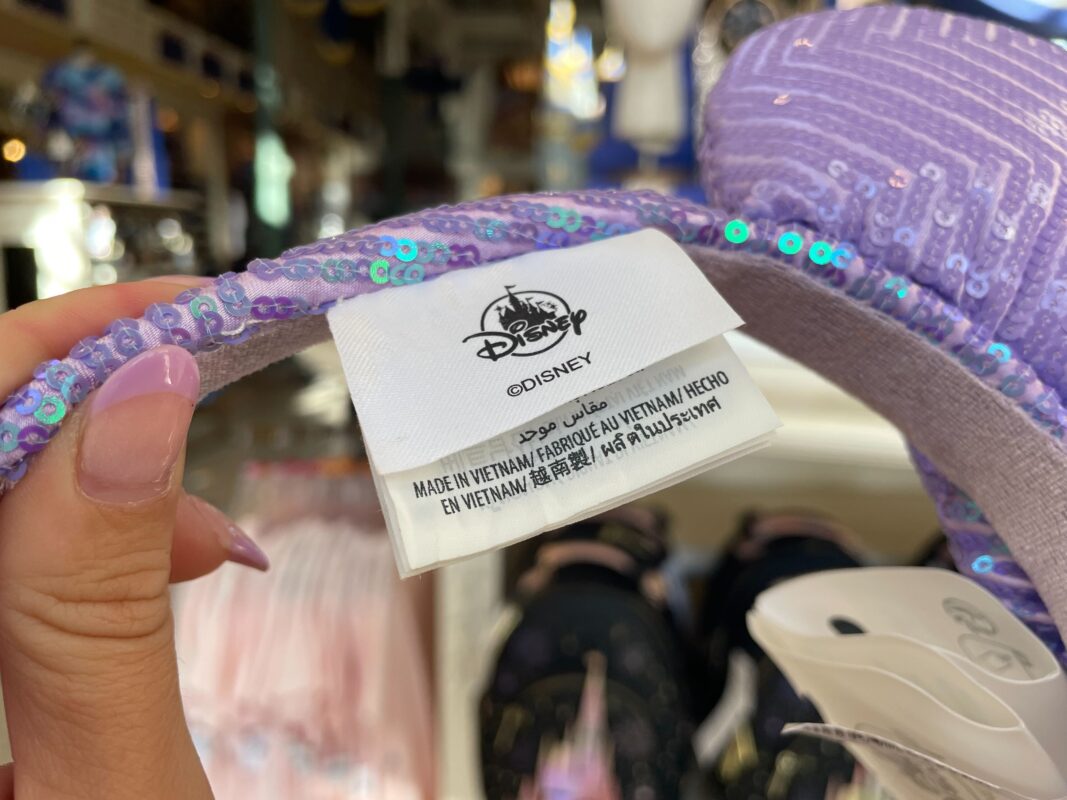 Disney
©DISNEY
مقاس موحد
MADE IN VIETNAM/ FABRIQUÉ AU VIETNAM/ HECHO
EN VIETNAM/ 越南製/ ผลิตในประเทศ